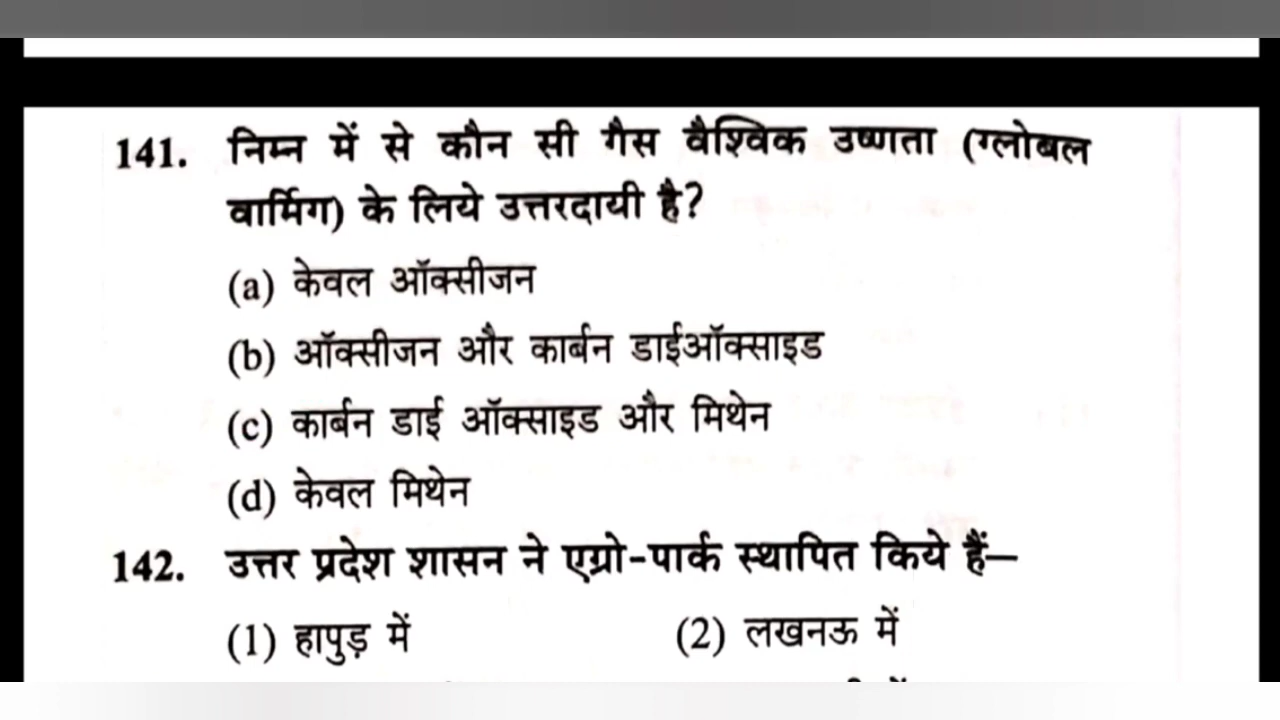 141. निम्न में से कौन सी गैस वैश्विक उष्णता (ग्लोबल
वार्मिग) के लिये उत्तरदायी है?
(a) केवल ऑक्सीजन
(b) ऑक्सीजन और कार्बन डाईऑक्साइड
(c) कार्बन डाई ऑक्साइड और मिथेन
(d) केवल मिथेन
142. उत्तर प्रदेश शासन ने एग्रो-पार्क स्थापित किये हैं—
(1) हापुड़ में (2) लखनऊ में